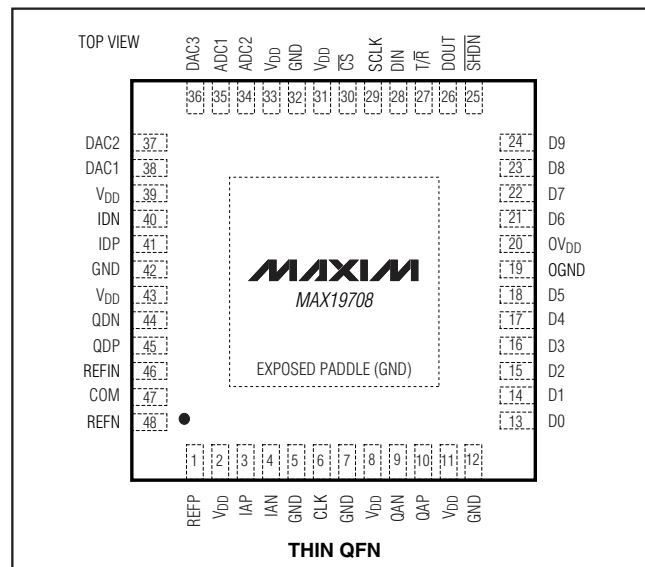 TOP VIEW
DAC3 ADC1 ADC2 VDD GND VDD C̅S̅ SCLK DIN T/R̅ DOUT S̅H̅D̅N̅
36 35 34 33 32 31 30 29 28 27 26 25
DAC2 37
DAC1 38
VDD 39
IDN 40
IDP 41
GND 42
VDD 43
QDN 44
QDP 45
REFIN 46
COM 47
REFN 48
24 D9
23 D8
22 D7
21 D6
20 OVDD
19 OGND
18 D5
17 D4
16 D3
15 D2
14 D1
13 D0
MAXIM
MAX19708
EXPOSED PADDLE (GND)
1 2 3 4 5 6 7 8 9 10 11 12
REFP VDD IAP IAN GND CLK GND VDD QAN QAP VDD GND
THIN QFN